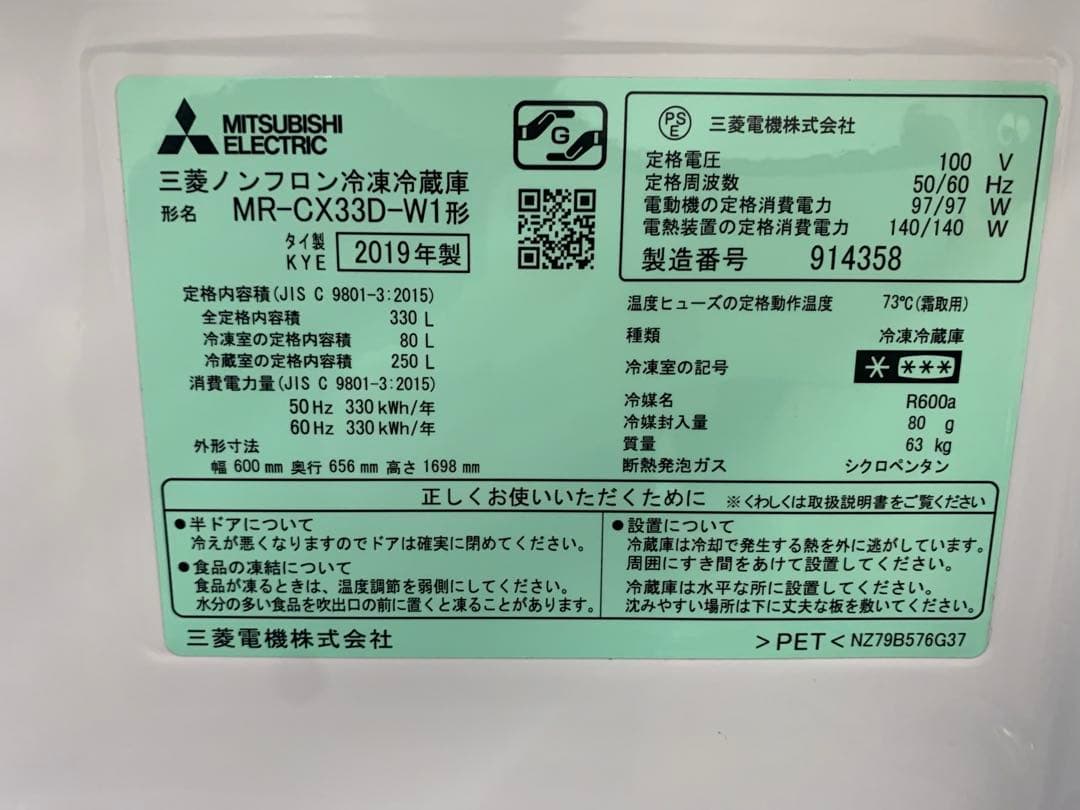 MITSUBISHI
ELECTRIC
三菱ノンフロン冷凍冷蔵庫
形名 MR-CX33D-W1形
タイ製
KYE
2019年製
定格内容積(JIS C 9801-3:2015)
全定格内容積 330 L
冷凍室の定格内容積 80 L
冷蔵室の定格内容積 250 L
消費電力量(JIS C 9801-3:2015)
50Hz 330kWh/年
60Hz 330kWh/年
外形寸法
幅 600mm 奥行 656mm 高さ 1698mm
G
PSE 三菱電機株式会社
定格電圧 100 V
定格周波数 50/60 Hz
電動機の定格消費電力 97/97 W
電熱装置の定格消費電力 140/140 W
製造番号 914358
温度ヒューズの定格動作温度 73℃(霜取用)
種類 冷凍冷蔵庫
冷凍室の記号 * ***
冷媒名 R600a
冷媒封入量 80 g
質量 63 kg
断熱発泡ガス シクロペンタン
正しくお使いいただくために ※くわしくは取扱説明書をご覧ください
●半ドアについて
冷えが悪くなりますのでドアは確実に閉めてください。
●食品の凍結について
食品が凍るときは、温度調節を弱側にしてください。
水分の多い食品を吹出口の前に置くと凍ることがあります。
●設置について
冷蔵庫は冷却で発生する熱を外に逃がしています。
周囲にすき間をあけて設置してください。
冷蔵庫は水平な所に設置してください。
沈みやすい場所は下に丈夫な板を敷いてください。
三菱電機株式会社
>PET< NZ79B576G37